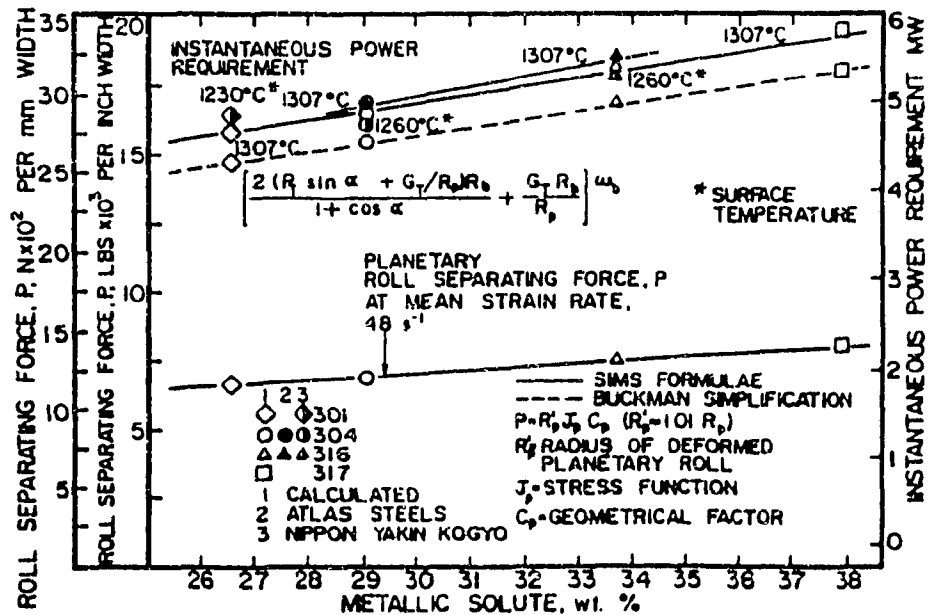 ROLL SEPARATING FORCE, P, N×10² PER mm WIDTH
35
30
25
20
15
10
5
ROLL SEPARATING FORCE, P, LBS ×10³ PER INCH WIDTH
20
15
10
5
INSTANTANEOUS POWER
REQUIREMENT
1230°C*
1307°C
1307°C
1260°C*
1307°C
1260°C*
1307°C
[2(R sin α + G_T/R_p)R_b / 1 + cos α + G_T R_b / R_p] ω_b
* SURFACE
TEMPERATURE
PLANETARY
ROLL SEPARATING FORCE, P
AT MEAN STRAIN RATE,
48 s⁻¹
1 2 3
301
304
316
317
1 CALCULATED
2 ATLAS STEELS
3 NIPPON YAKIN KOGYO
SIMS FORMULAE
BUCKMAN SIMPLIFICATION
P=R'_p J_p C_p (R'_p≈1.01 R_p)
R'_p=RADIUS OF DEFORMED
PLANETARY ROLL
J_p=STRESS FUNCTION
C_p=GEOMETRICAL FACTOR
6
5
4
3
2
1
0
INSTANTANEOUS POWER REQUIREMENT MW
26 27 28 29 30 31 32 33 34 35 36 37 38
METALLIC SOLUTE, wt. %